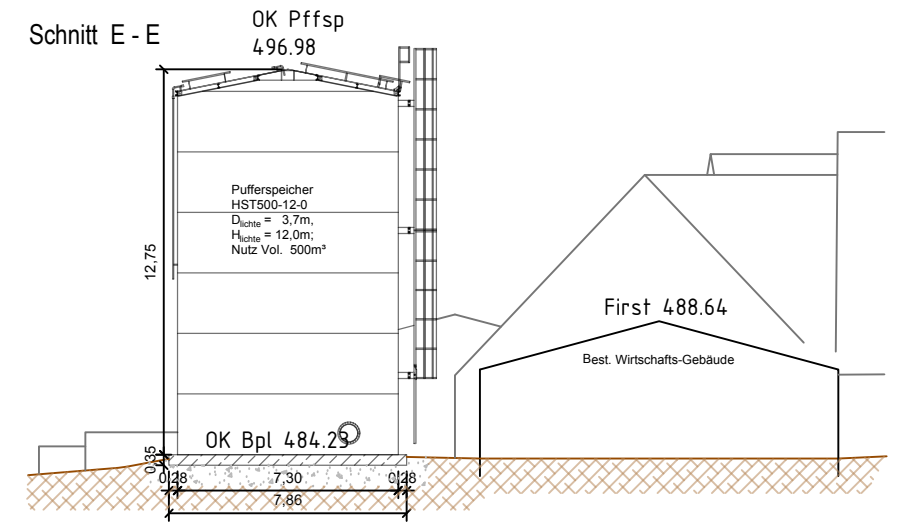 Schnitt E - E
OK Pffsp
496.98
Pufferspeicher
HST500-12-0
Dlichte = 3,7m,
Hlichte = 12,0m;
Nutz Vol. 500m³
12,75
First 488.64
Best. Wirtschafts-Gebäude
OK Bpl 484.23
0,35
0,28
7,30
0,28
7,86